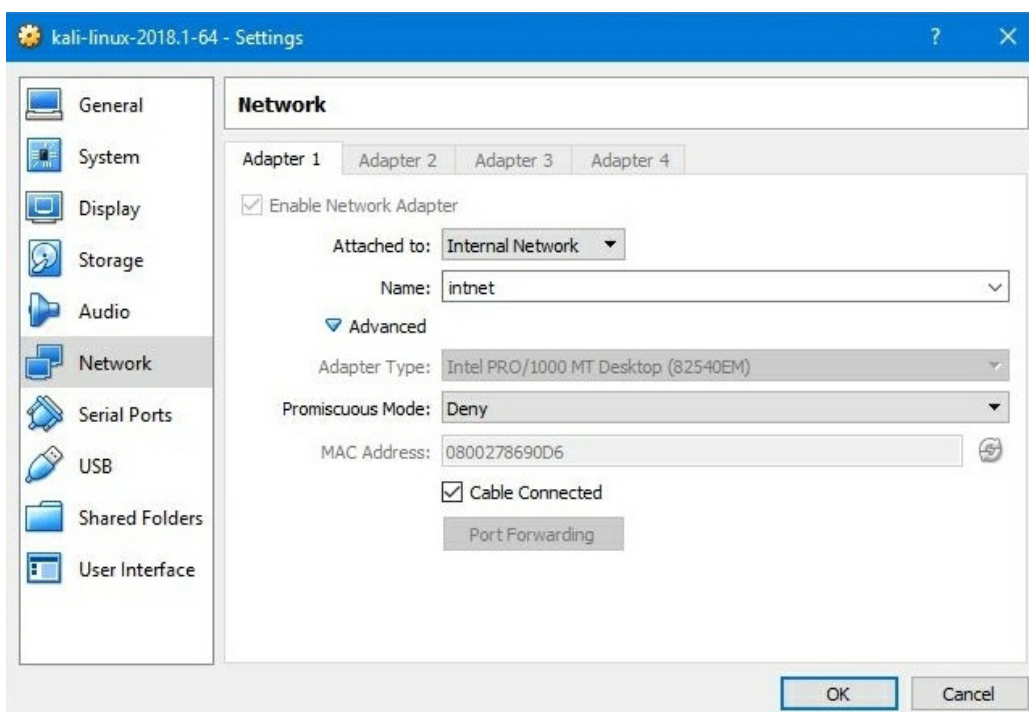 kali-linux-2018.1-64 - Settings ? ×
General
System
Display
Storage
Audio
Network
Serial Ports
USB
Shared Folders
User Interface
Network
Adapter 1 Adapter 2 Adapter 3 Adapter 4
Enable Network Adapter
Attached to: Internal Network
Name: intnet
Advanced
Adapter Type: Intel PRO/1000 MT Desktop (82540EM)
Promiscuous Mode: Deny
MAC Address: 0800278690D6
Cable Connected
Port Forwarding
OK Cancel